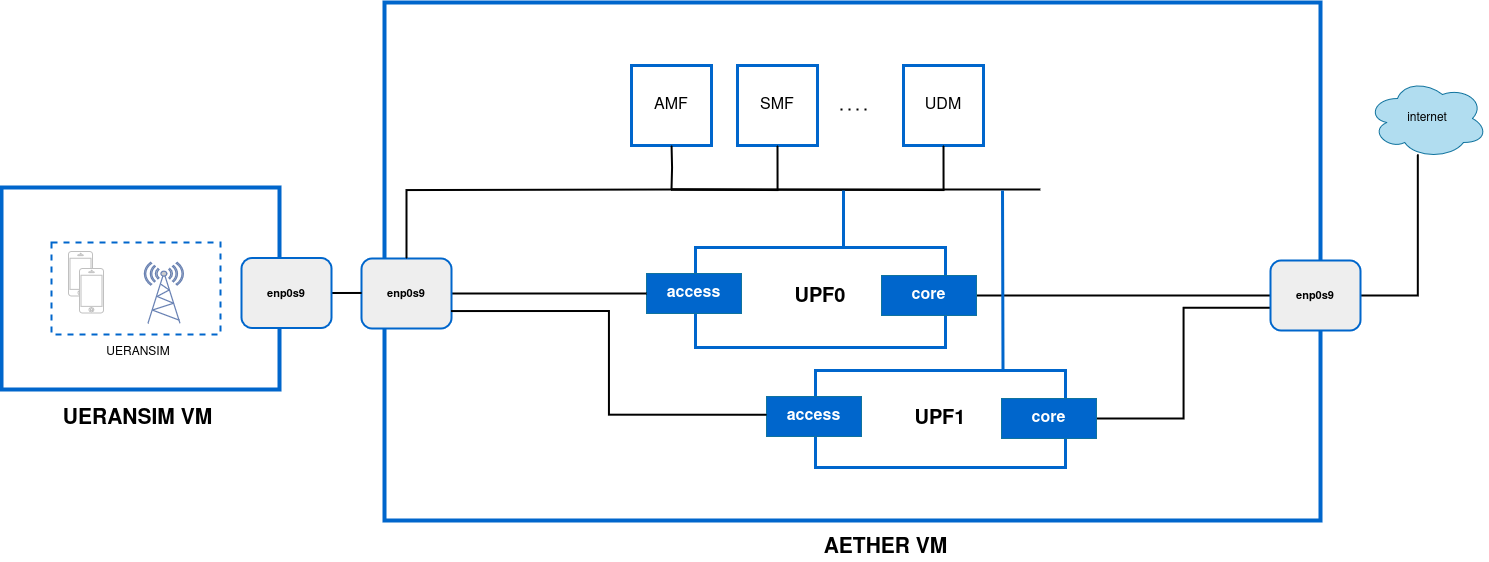 AMF
SMF
....
UDM
internet
enp0s9
enp0s9
access
UPF0
core
enp0s9
UERANSIM
UERANSIM VM
access
UPF1
core
AETHER VM